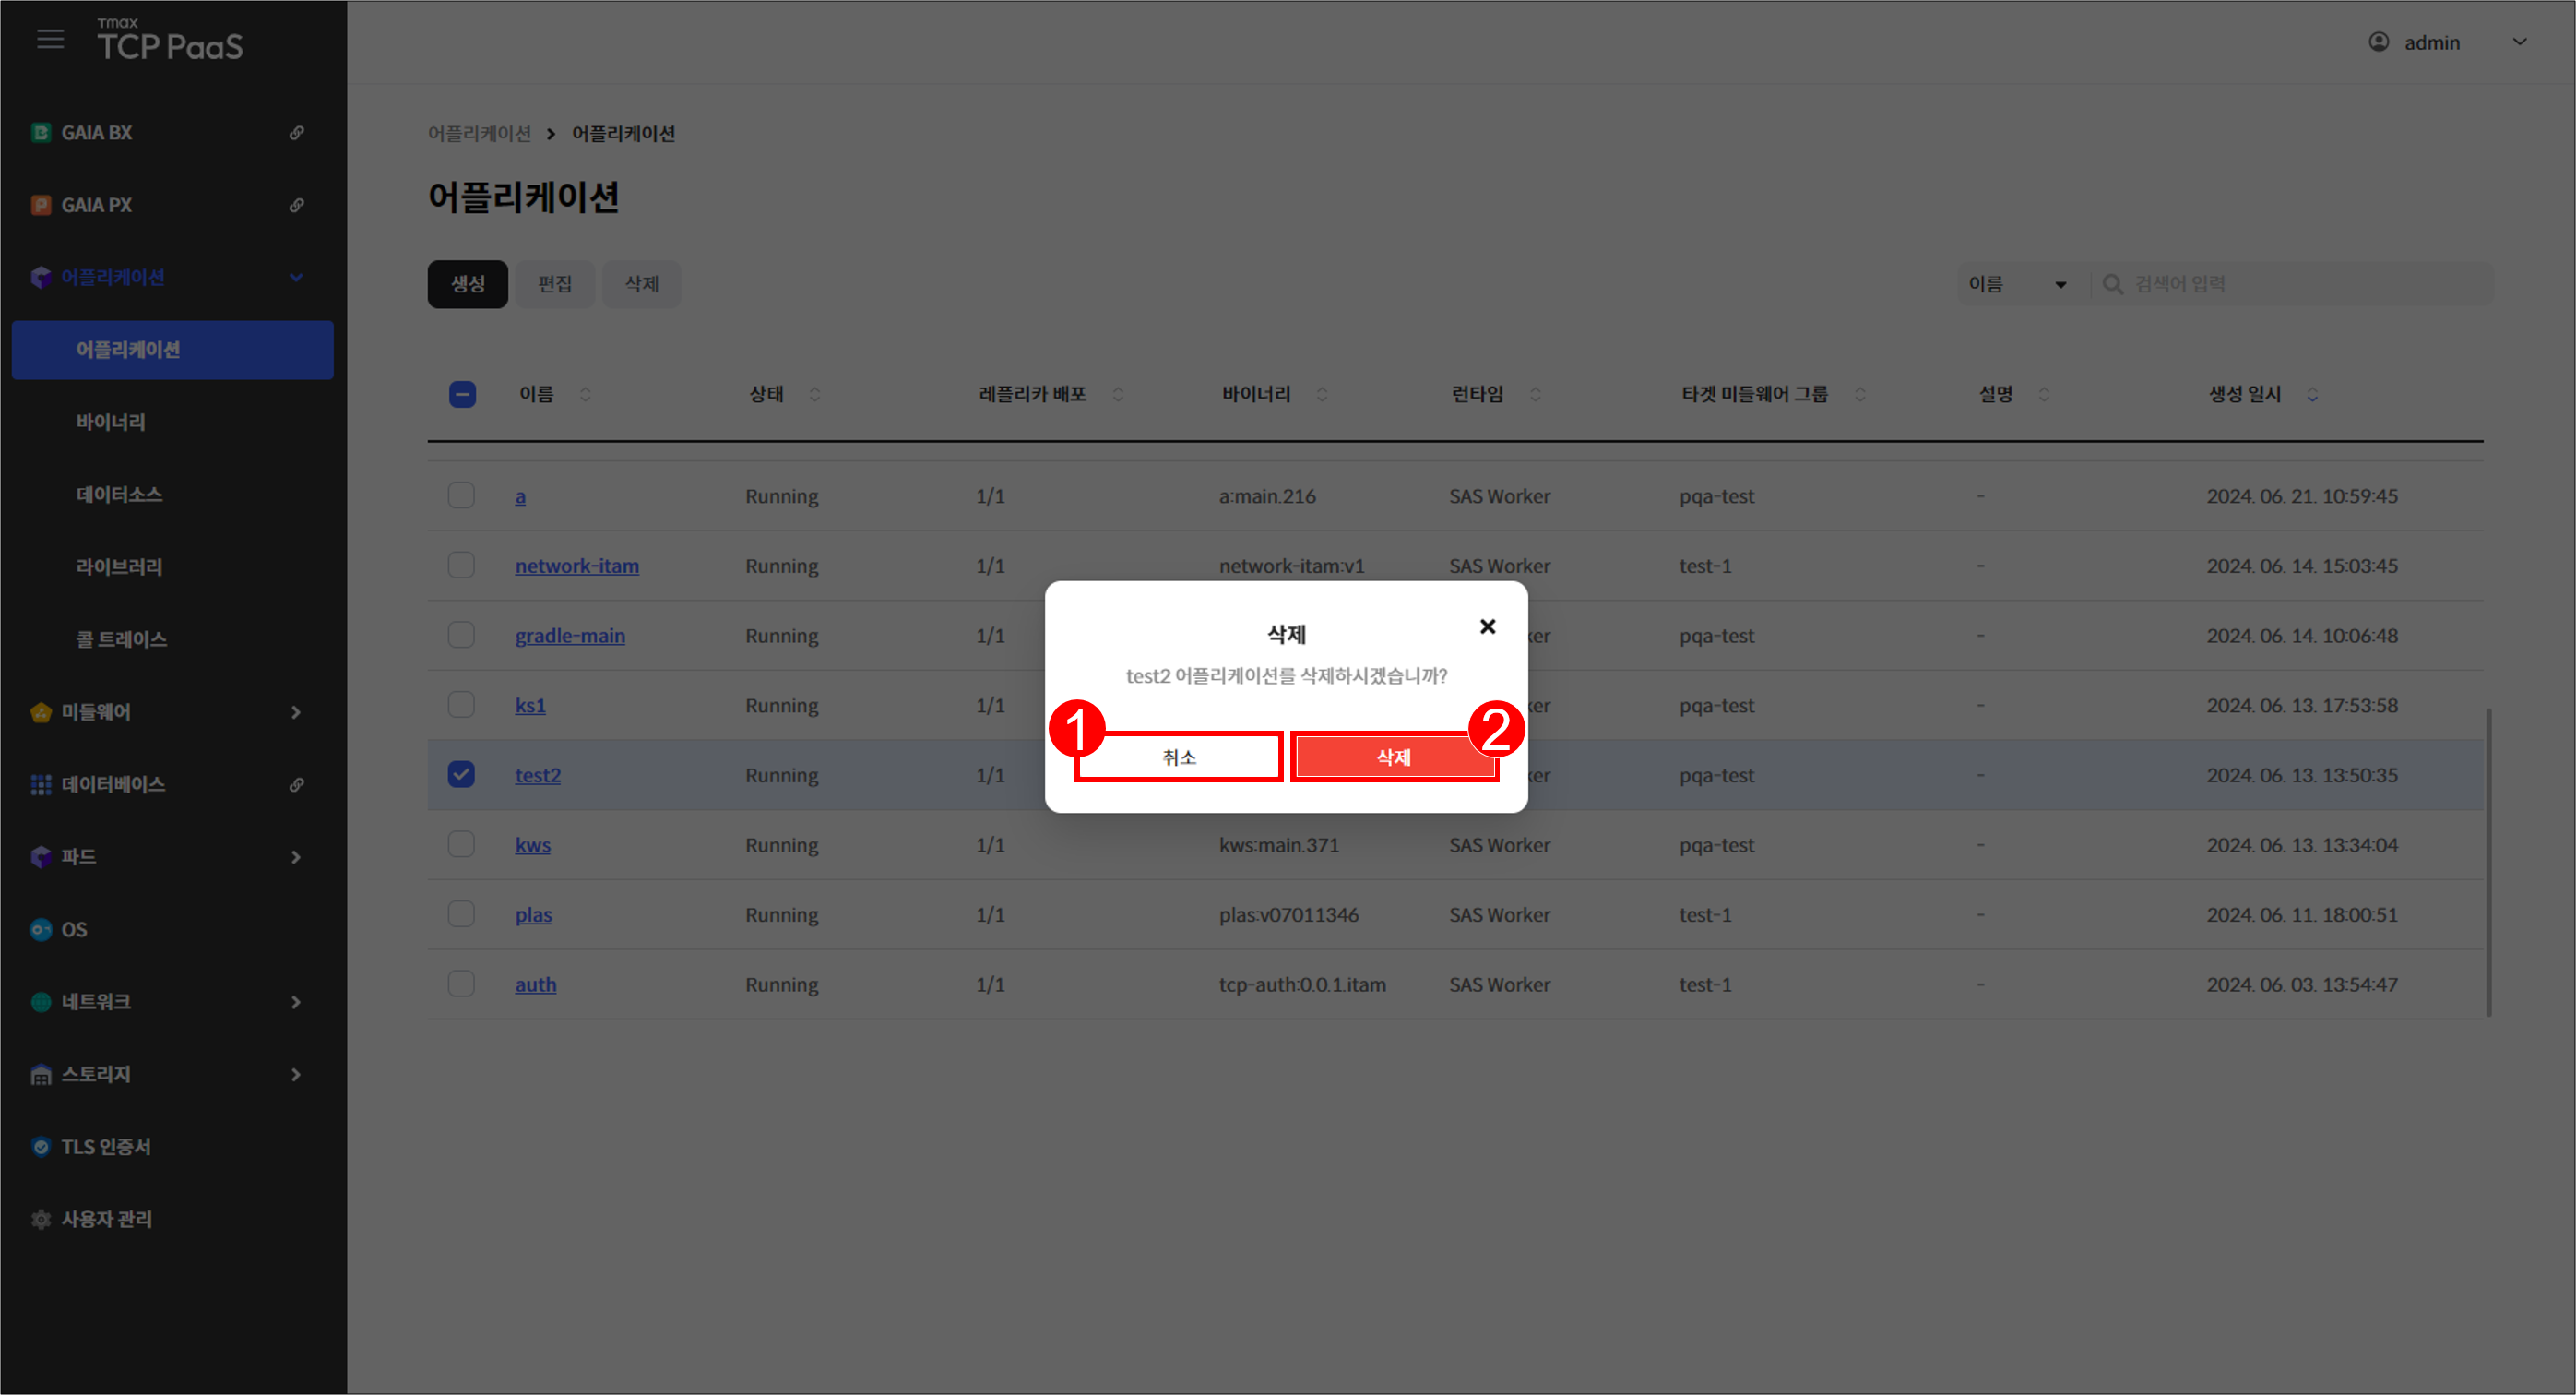 Tmax
TCP PaaS
admin
GAIA BX
GAIA PX
어플리케이션
어플리케이션
바이너리
데이터소스
라이브러리
콜 트레이스
미들웨어
데이터베이스
파드
OS
네트워크
스토리지
TLS 인증서
사용자 관리
어플리케이션 > 어플리케이션
어플리케이션
생성 편집 삭제 이름 검색어 입력
이름 상태 레플리카 배포 바이너리 런타임 타겟 미들웨어 그룹 설명 생성 일시
a Running 1/1 a:main.216 SAS Worker pqa-test - 2024. 06. 21. 10:59:45
network-itam Running 1/1 network-itam:v1 SAS Worker test-1 - 2024. 06. 14. 15:03:45
gradle-main Running 1/1 ker pqa-test - 2024. 06. 14. 10:06:48
ks1 Running 1/1 ker pqa-test - 2024. 06. 13. 17:53:58
test2 Running 1/1 ker pqa-test - 2024. 06. 13. 13:50:35
kws Running 1/1 kws:main.371 SAS Worker pqa-test - 2024. 06. 13. 13:34:04
plas Running 1/1 plas:v07011346 SAS Worker test-1 - 2024. 06. 11. 18:00:51
auth Running 1/1 tcp-auth:0.0.1.itam SAS Worker test-1 - 2024. 06. 03. 13:54:47
삭제
test2 어플리케이션를 삭제하시겠습니까?
1 취소 삭제 2